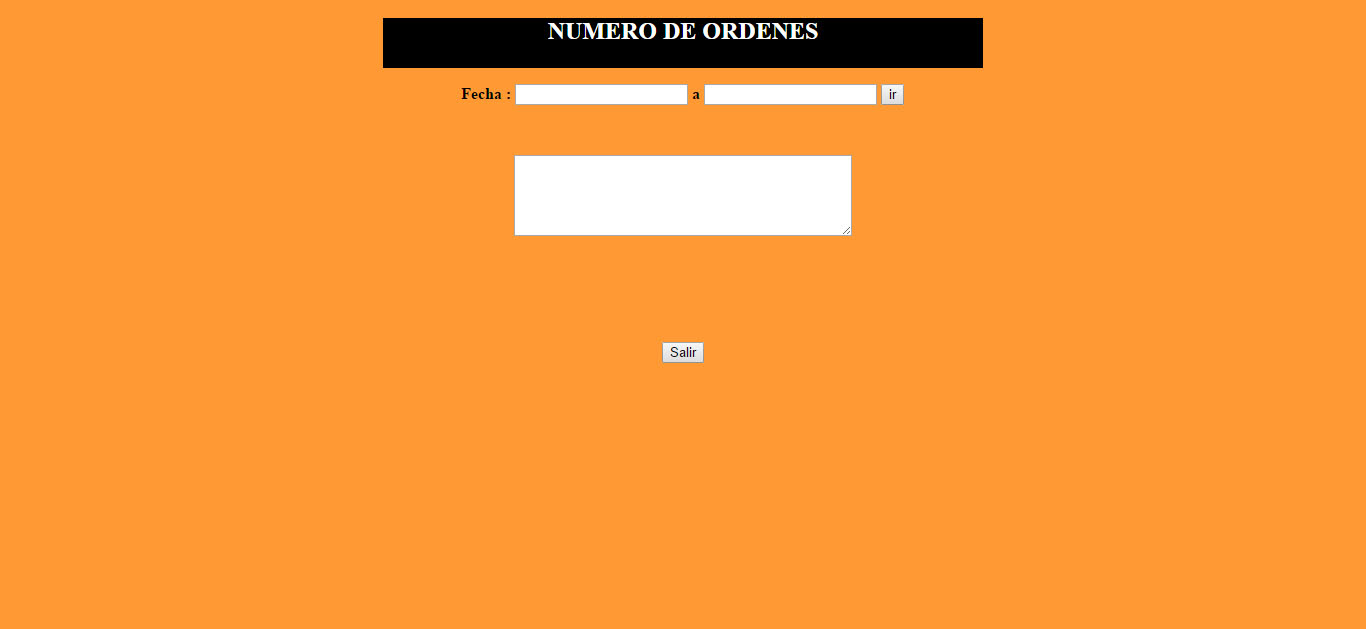 NUMERO DE ORDENES
Fecha : a ir
Salir